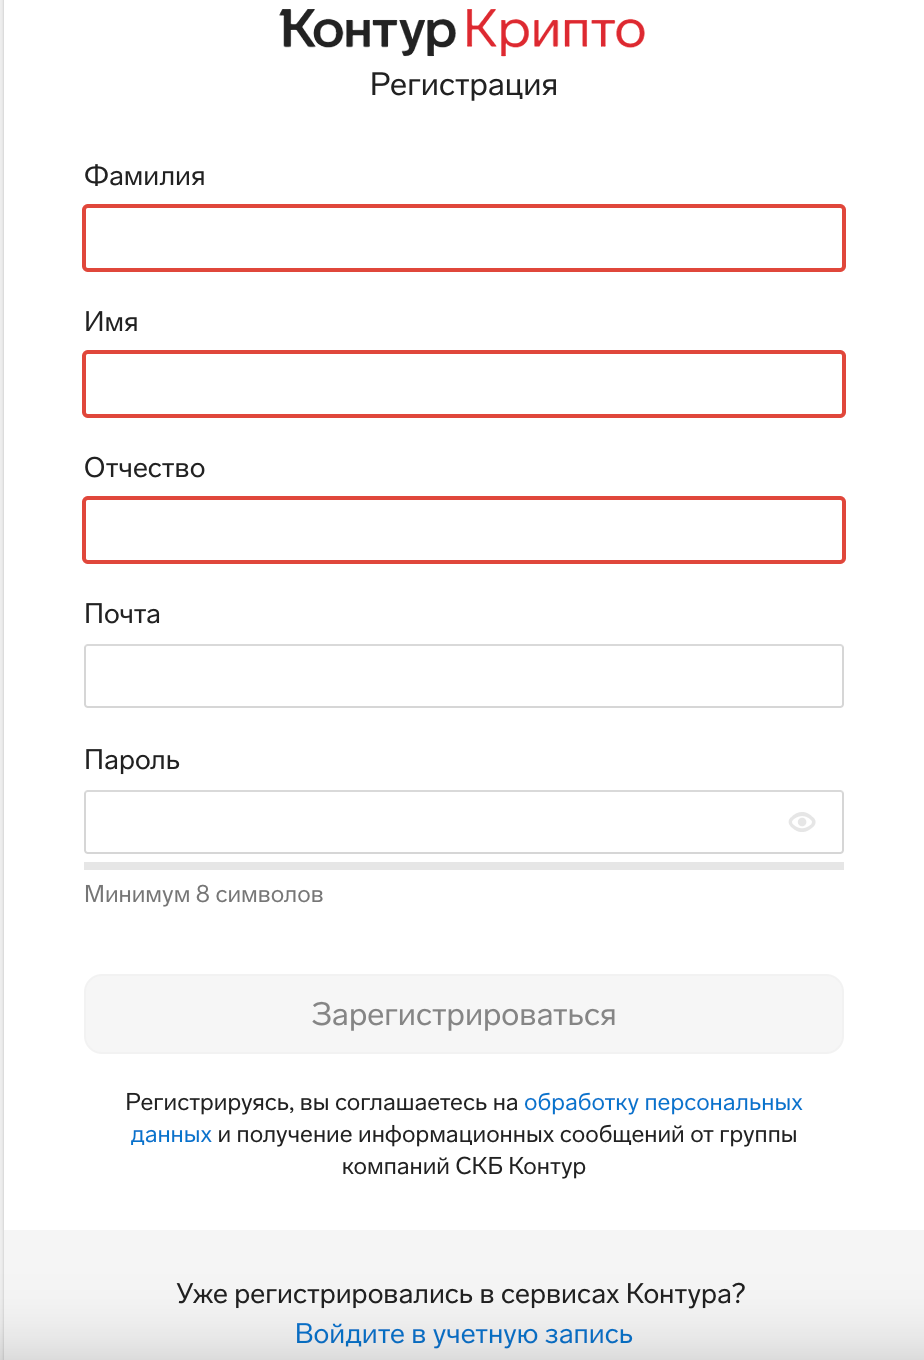 Контур Крипто
Регистрация
Фамилия
Имя
Отчество
Почта
Пароль
Минимум 8 символов
Зарегистрироваться
Регистрируясь, вы соглашаетесь на обработку персональных
данных и получение информационных сообщений от группы
компаний СКБ Контур
Уже регистрировались в сервисах Контура?
Войдите в учетную запись